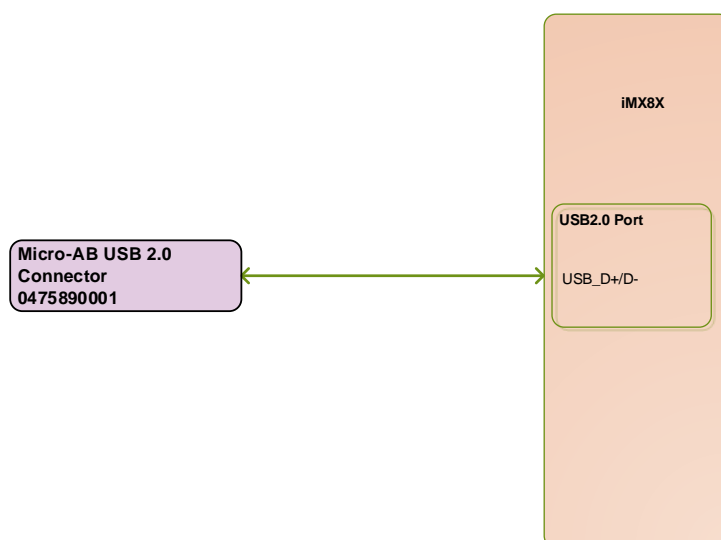 iMX8X
USB2.0 Port
Micro-AB USB 2.0
Connector
0475890001
USB_D+/D-